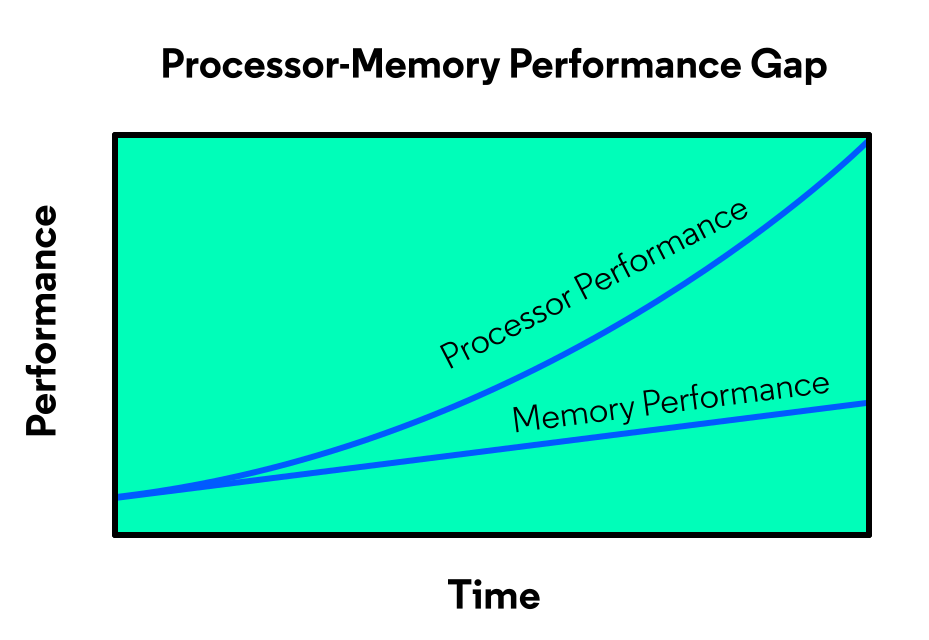 Processor-Memory Performance Gap
Performance
Processor Performance
Memory Performance
Time